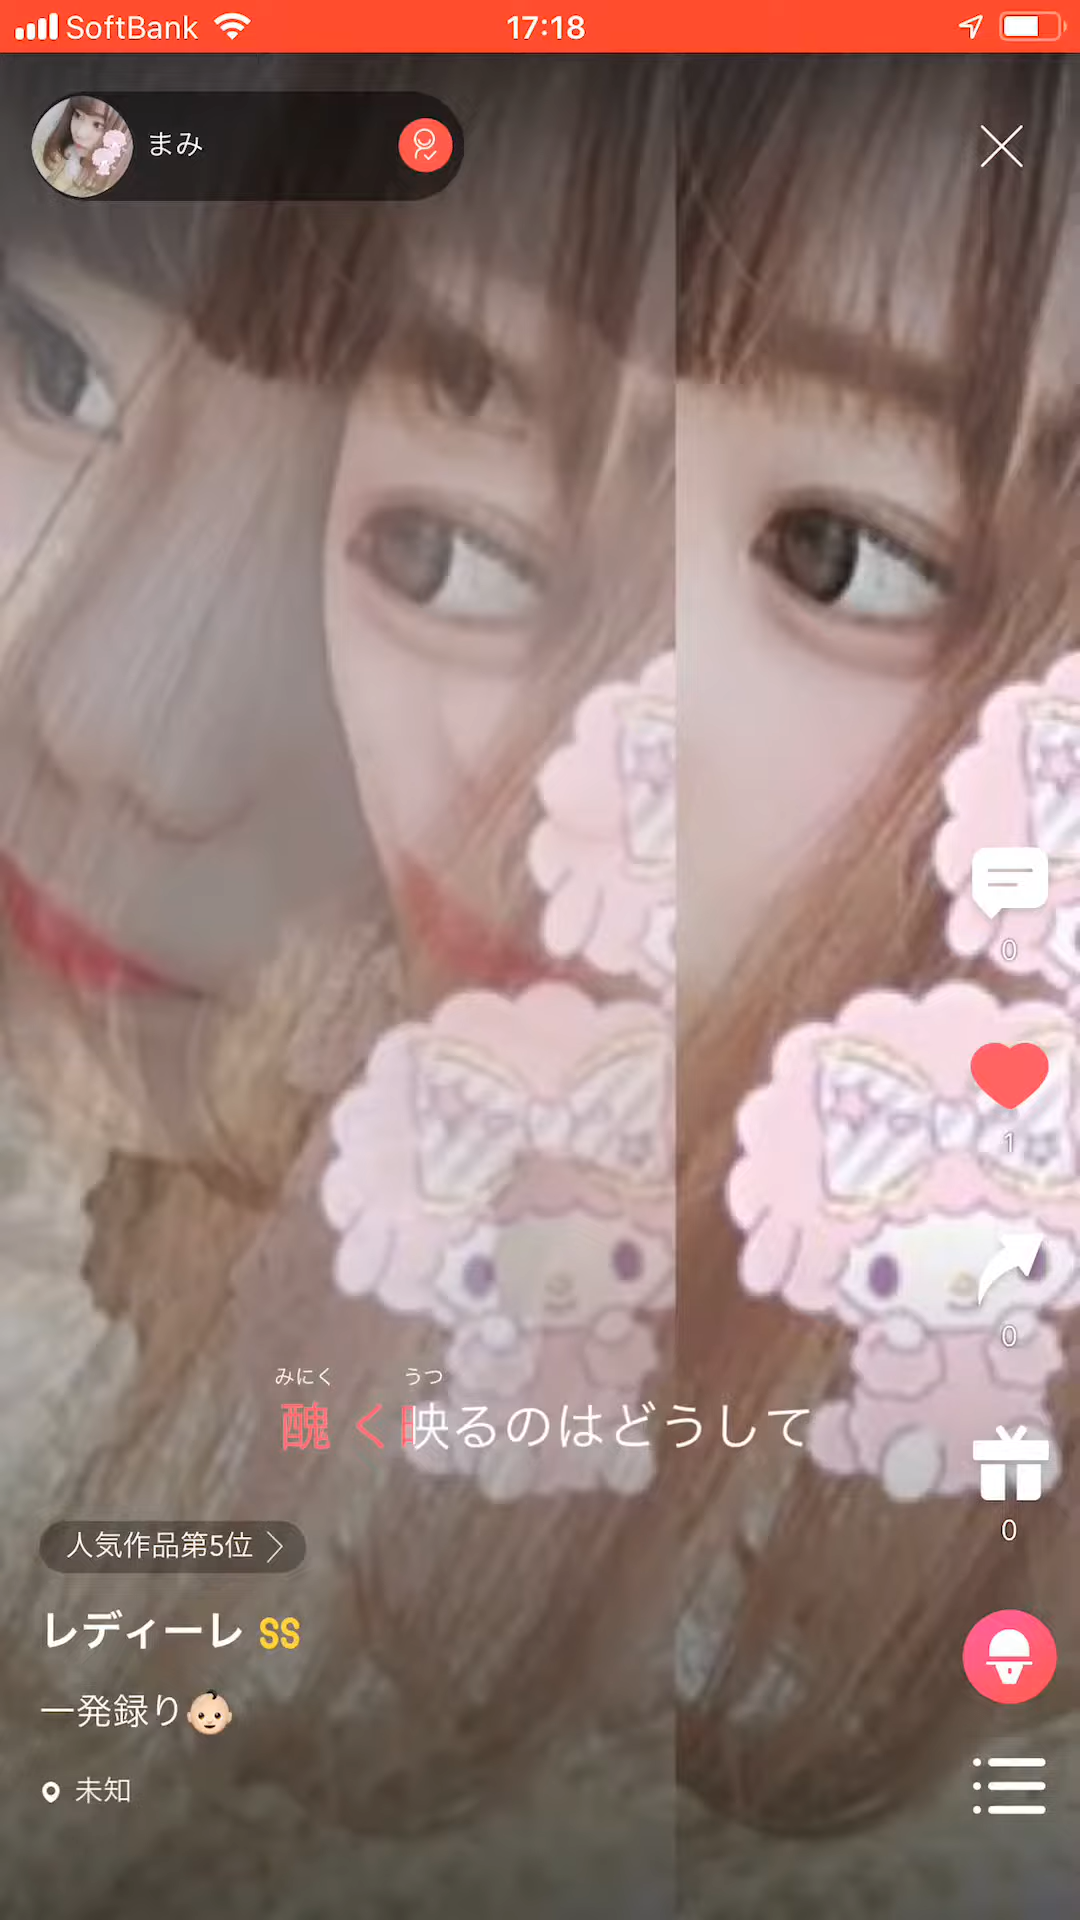 SoftBank 17:18
まみ
0
1
0
みにく うつ
醜く映るのはどうして
0
人気作品第5位
レディーレ SS
一発録り
未知